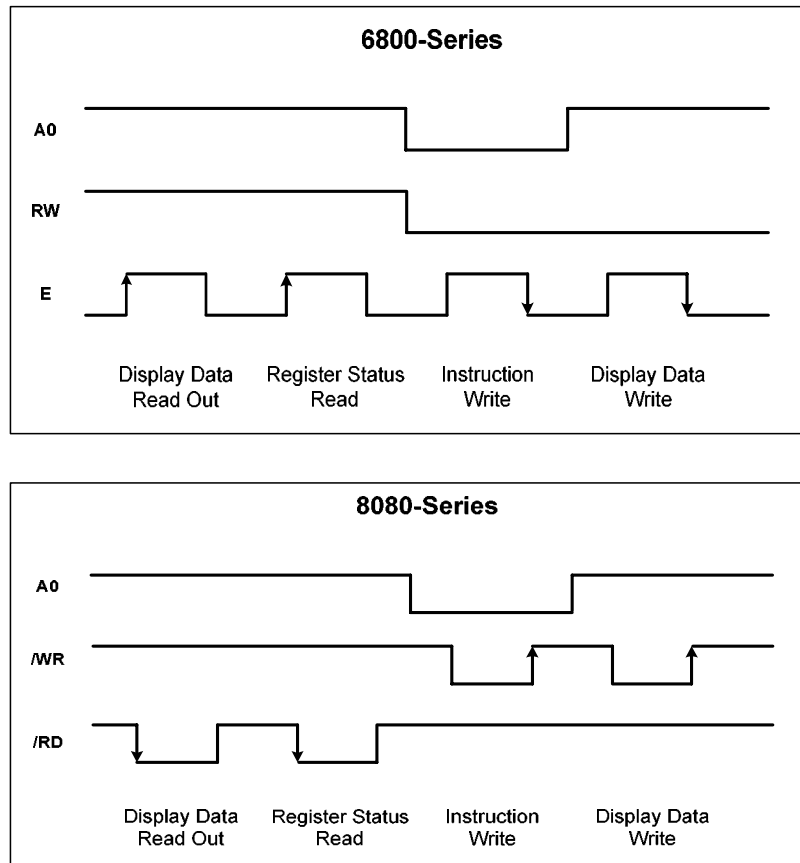 6800-Series
A0
RW
E
Display Data Register Status Instruction Display Data
Read Out Read Write Write
8080-Series
A0
/WR
/RD
Display Data Register Status Instruction Display Data
Read Out Read Write Write